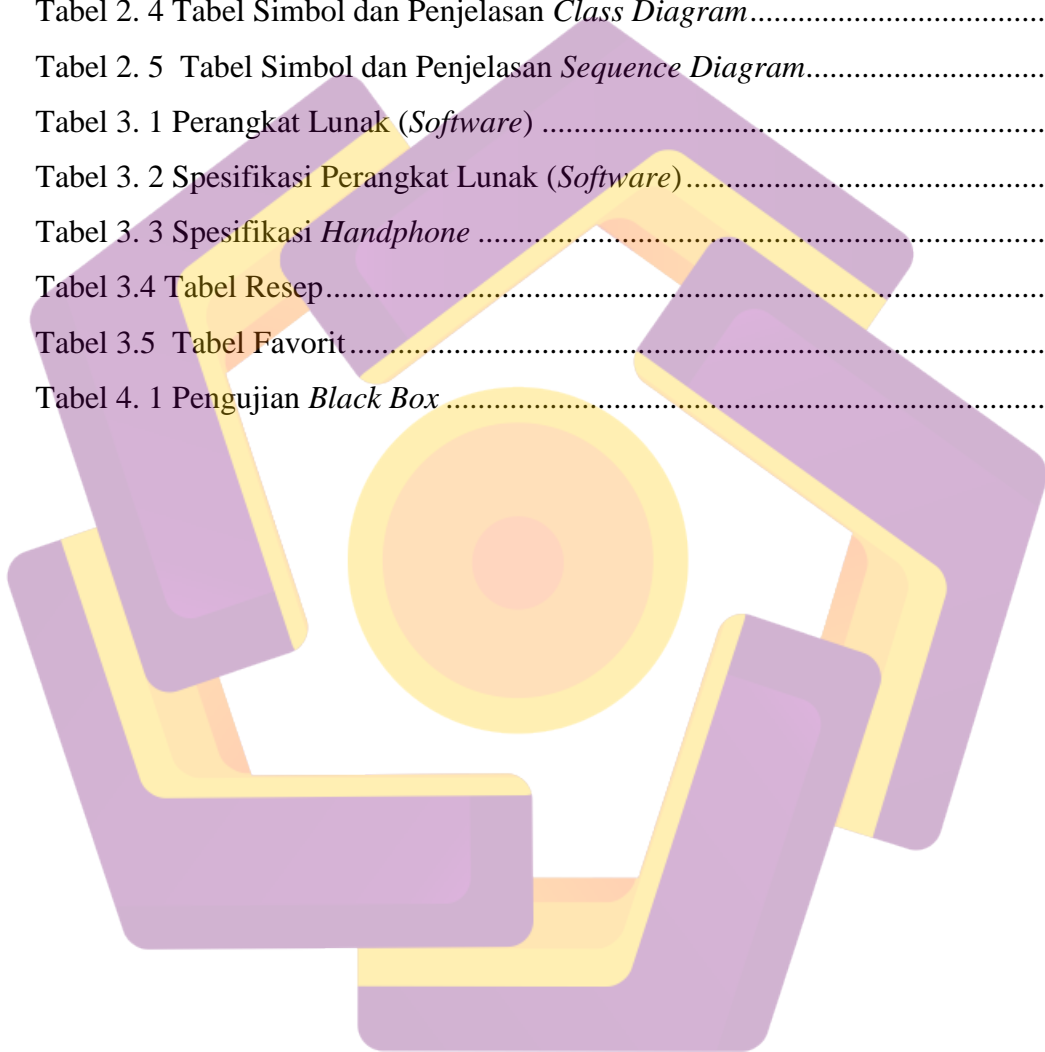 Tabel 2. 4 Tabel Simbol dan Penjelasan Class Diagram...................................
Tabel 2. 5  Tabel Simbol dan Penjelasan Sequence Diagram............................
Tabel 3. 1 Perangkat Lunak (Software) .............................................................
Tabel 3. 2 Spesifikasi Perangkat Lunak (Software)...........................................
Tabel 3. 3 Spesifikasi Handphone .....................................................................
Tabel 3.4 Tabel Resep........................................................................................
Tabel 3.5  Tabel Favorit.....................................................................................
Tabel 4. 1 Pengujian Black Box .........................................................................